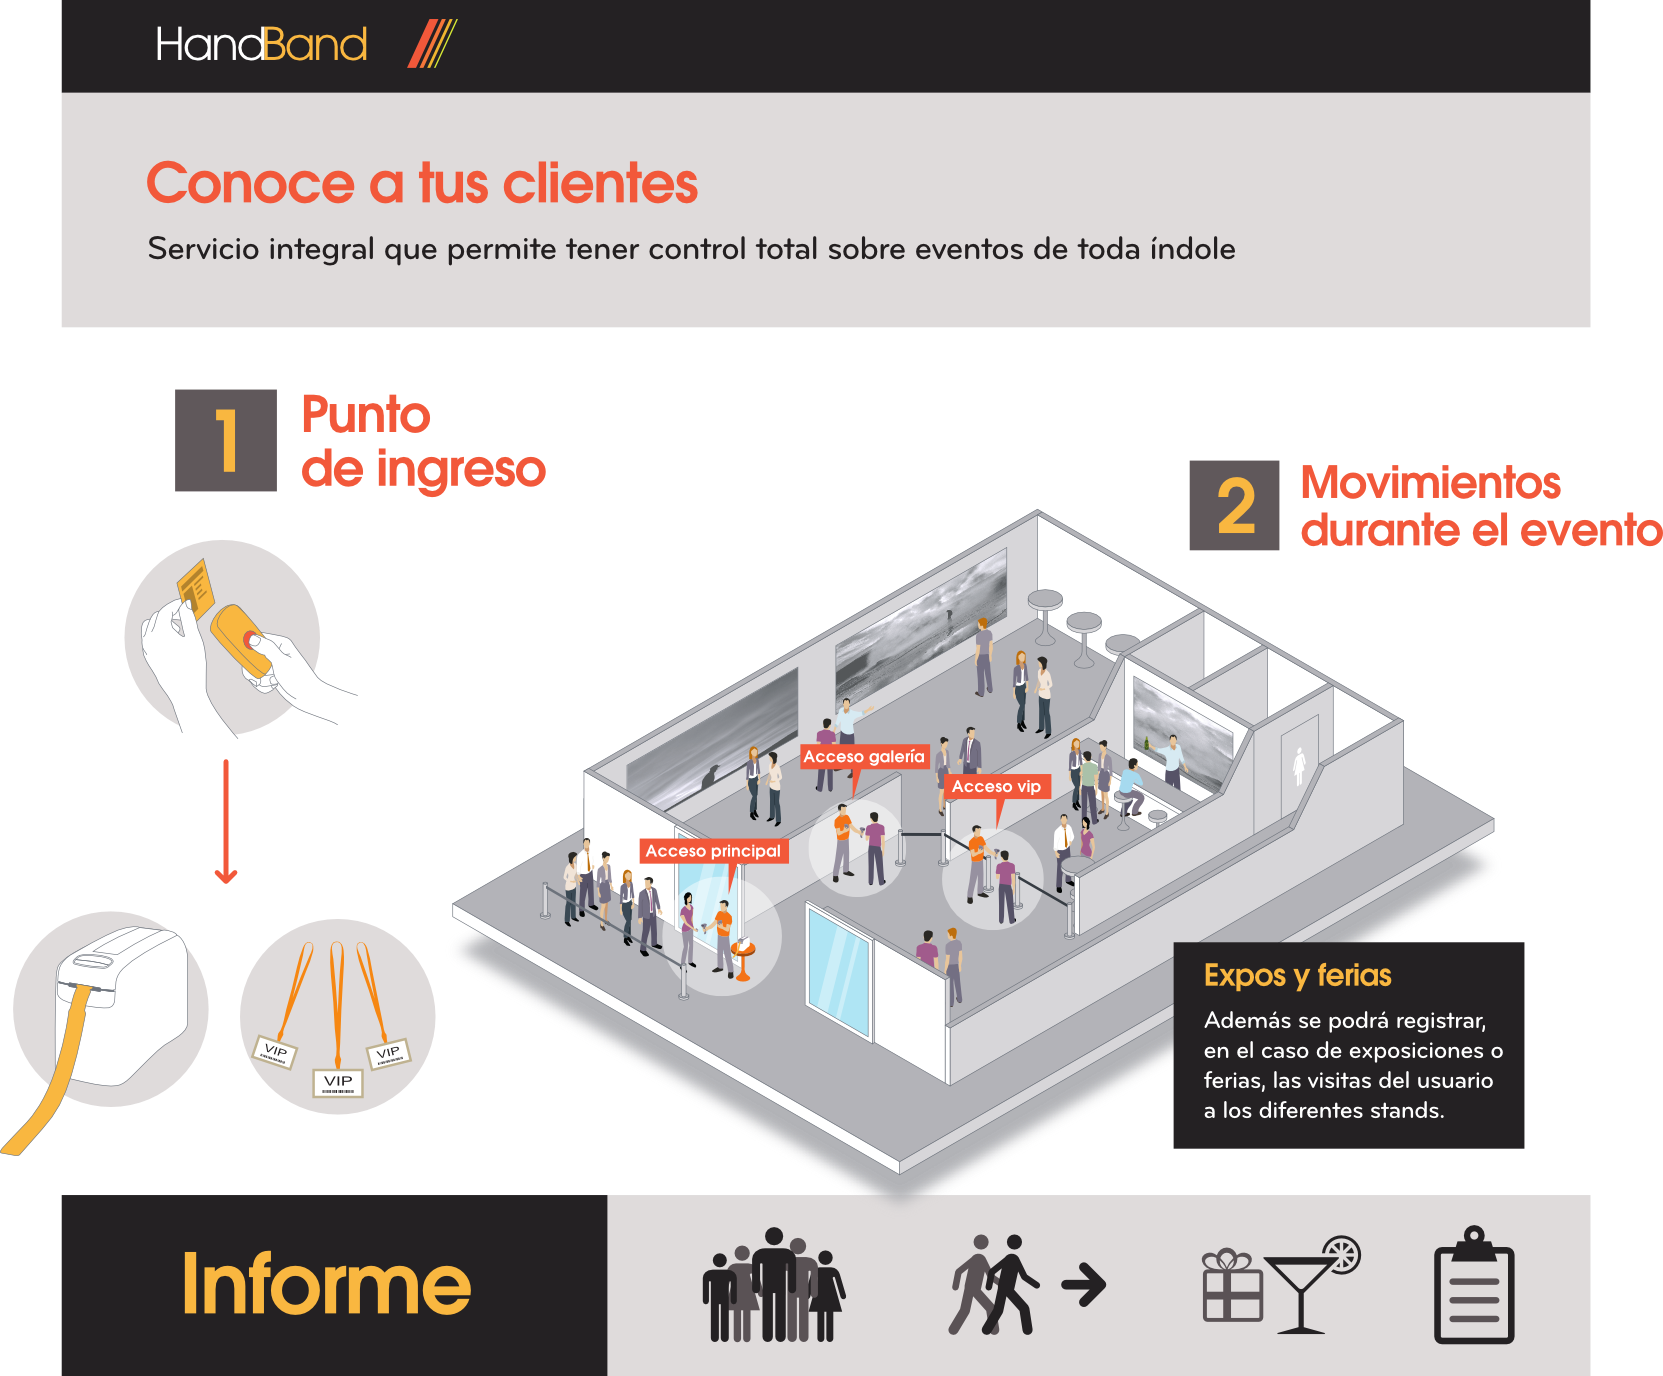 HandBand
Conoce a tus clientes
Servicio integral que permite tener control total sobre eventos de toda índole
1
Punto
de ingreso
2
Movimientos
durante el evento
Acceso galería
Acceso vip
Acceso principal
VIP
VIP
VIP
Expos y ferias
Además se podrá registrar,
en el caso de exposiciones o
ferias, las visitas del usuario
a los diferentes stands.
Informe